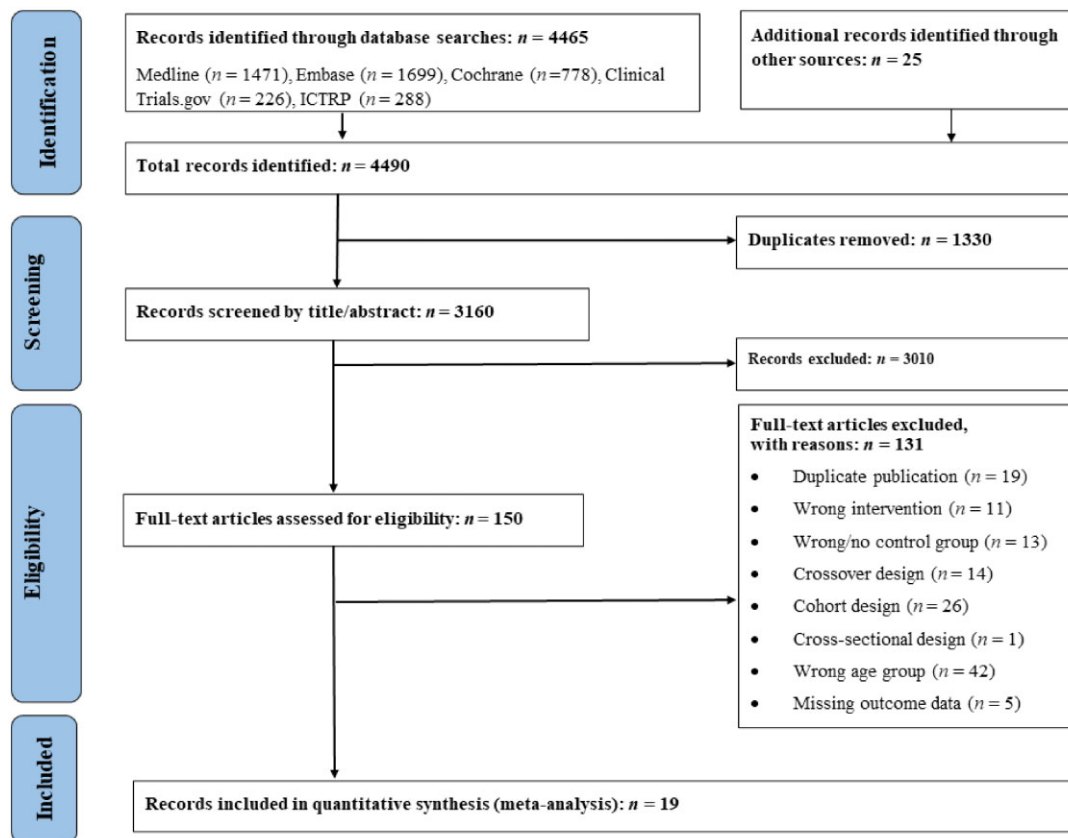 Identification
Records identified through database searches: n = 4465
Medline (n = 1471), Embase (n = 1699), Cochrane (n =778), Clinical
Trials.gov (n = 226), ICTRP (n = 288)
Additional records identified through
other sources: n = 25
Total records identified: n = 4490
Screening
Duplicates removed: n = 1330
Records screened by title/abstract: n = 3160
Records excluded: n = 3010
Eligibility
Full-text articles assessed for eligibility: n = 150
Full-text articles excluded,
with reasons: n = 131
• Duplicate publication (n = 19)
• Wrong intervention (n = 11)
• Wrong/no control group (n = 13)
• Crossover design (n = 14)
• Cohort design (n = 26)
• Cross-sectional design (n = 1)
• Wrong age group (n = 42)
• Missing outcome data (n = 5)
Included
Records included in quantitative synthesis (meta-analysis): n = 19